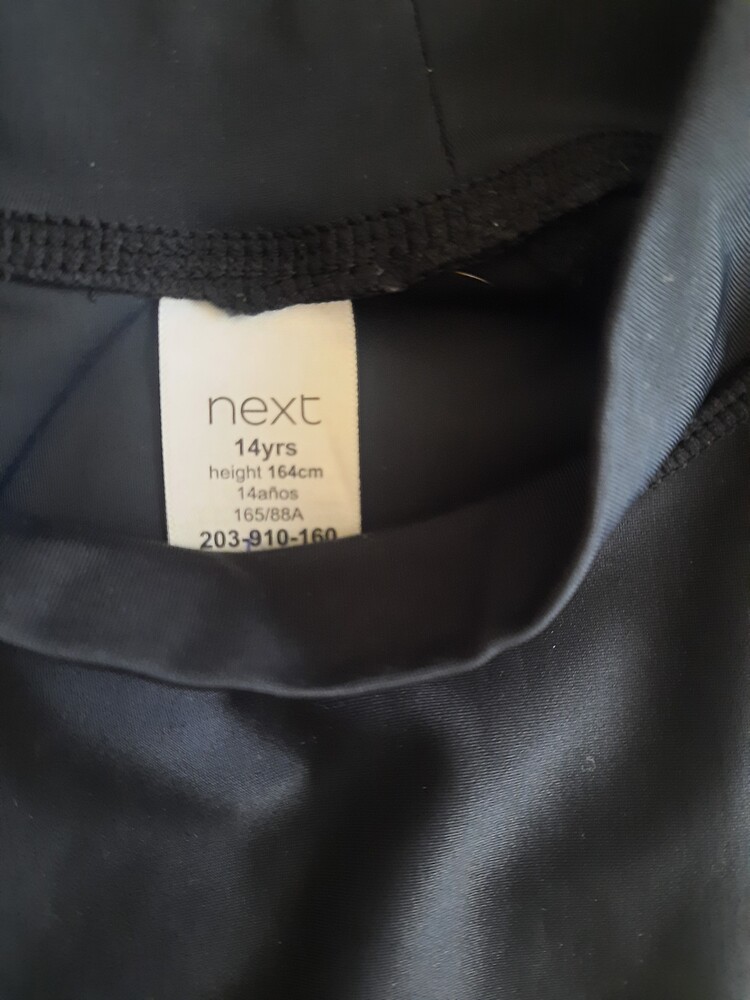 next
14yrs
height 164cm
14años
165/88A
203-910-160